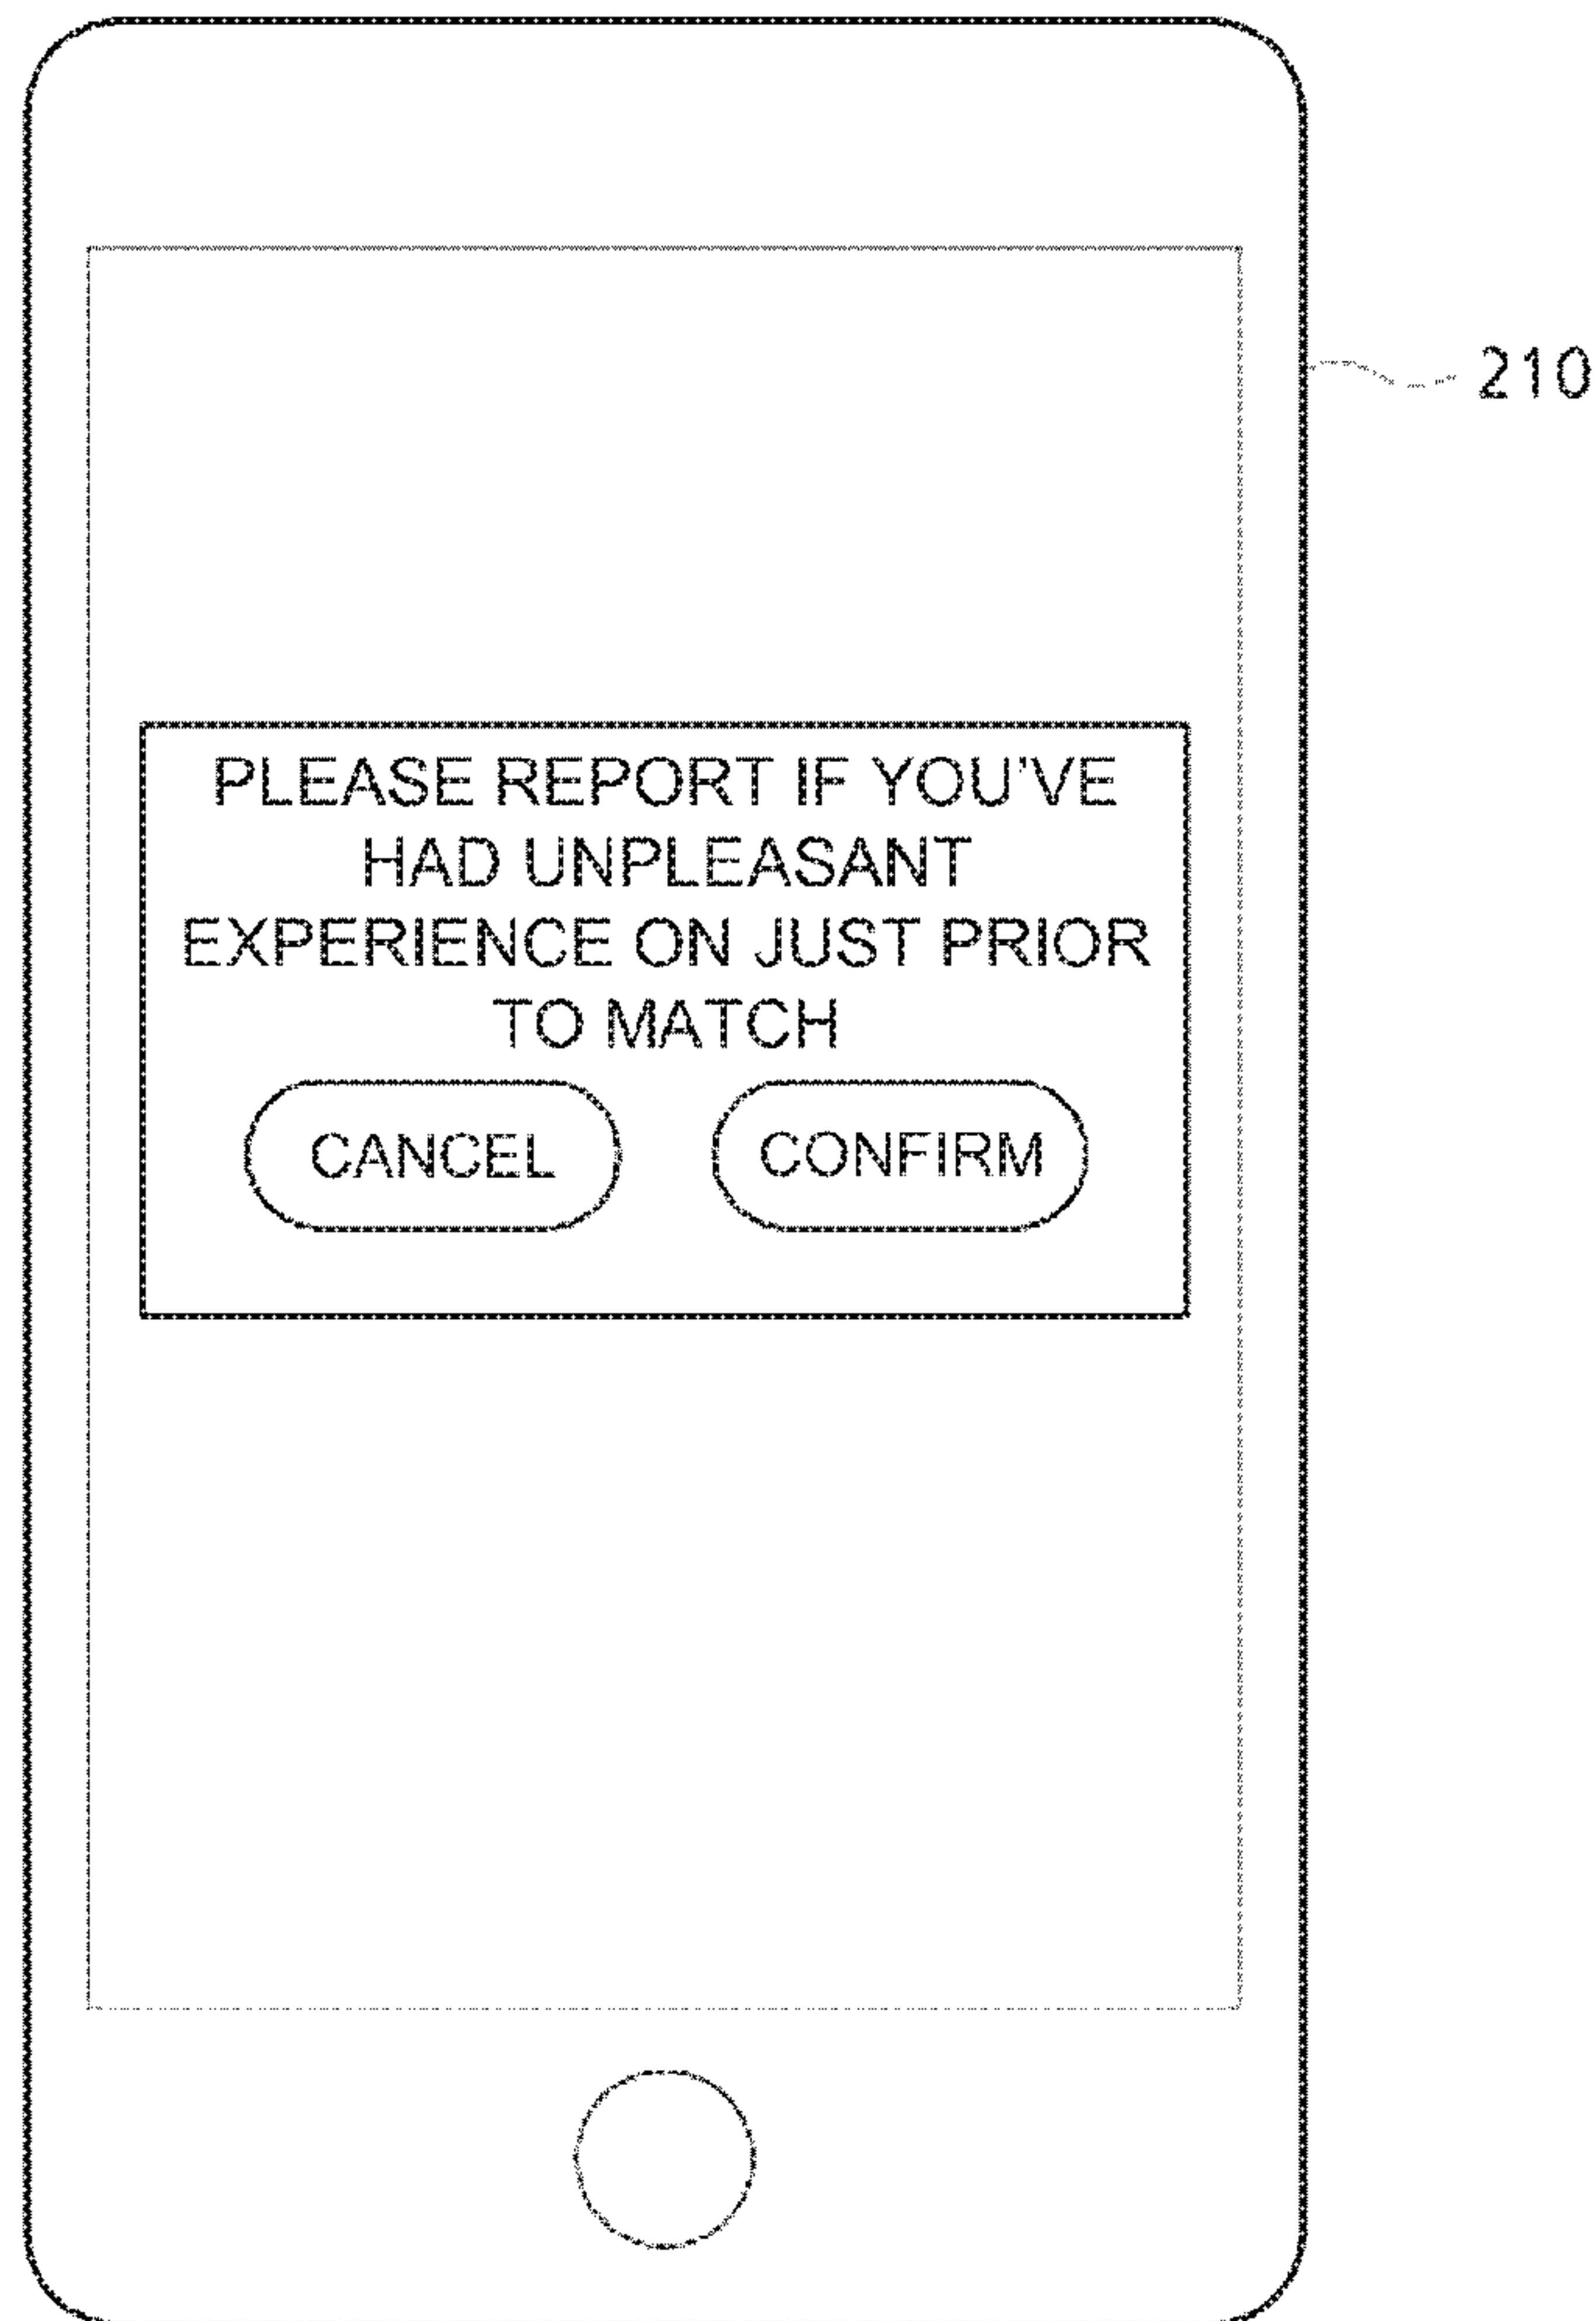 210
PLEASE REPORT IF YOU'VE
HAD UNPLEASANT
EXPERIENCE ON JUST PRIOR
TO MATCH
CANCEL CONFIRM